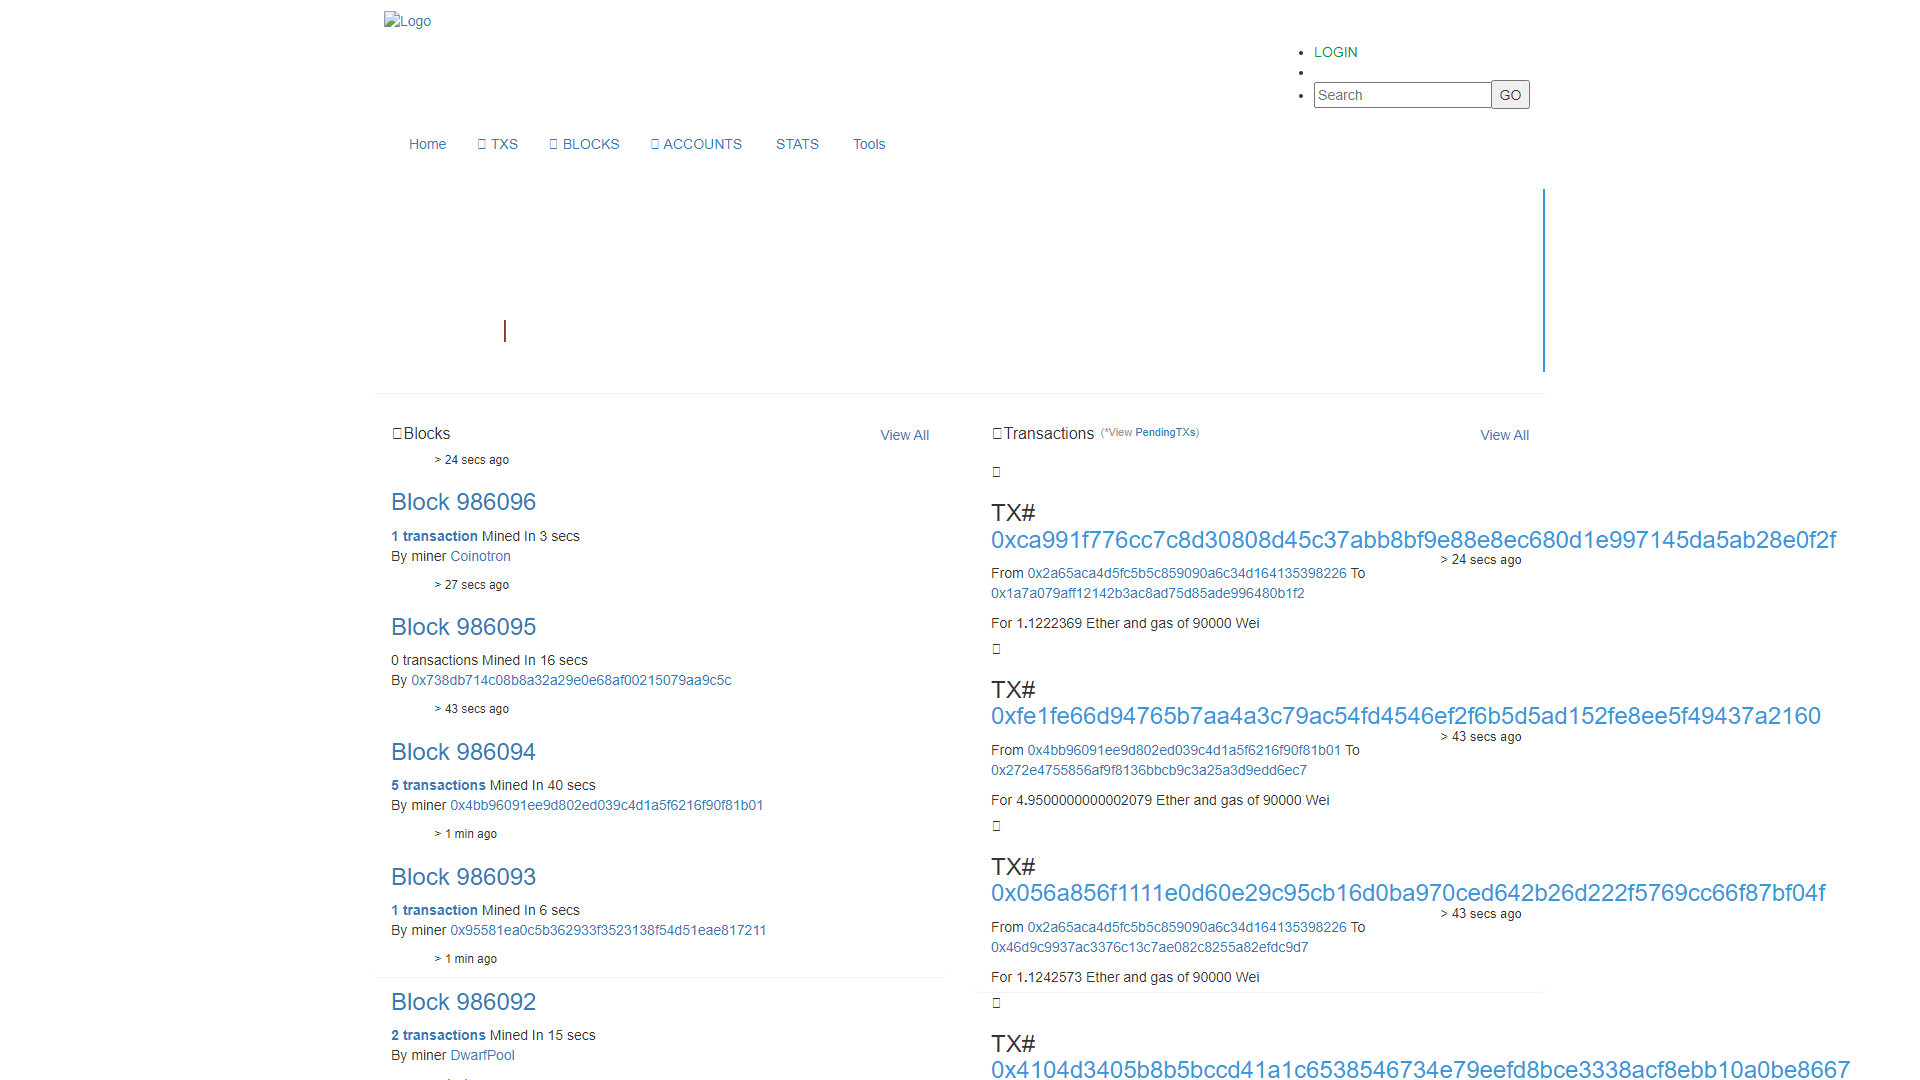 Logo
LOGIN
Search GO
Home TXS BLOCKS ACCOUNTS STATS Tools
Blocks View All
> 24 secs ago
Block 986096
1 transaction Mined In 3 secs
By miner Coinotron
> 27 secs ago
Block 986095
0 transactions Mined In 16 secs
By 0x738db714c08b8a32a29e0e68af00215079aa9c5c
> 43 secs ago
Block 986094
5 transactions Mined In 40 secs
By miner 0x4bb96091ee9d802ed039c4d1a5f6216f90f81b01
> 1 min ago
Block 986093
1 transaction Mined In 6 secs
By miner 0x95581ea0c5b362933f3523138f54d51eae817211
> 1 min ago
Block 986092
2 transactions Mined In 15 secs
By miner DwarfPool
Transactions (*View PendingTXs) View All
TX#
0xca991f776cc7c8d30808d45c37abb8bf9e88e8ec680d1e997145da5ab28e0f2f
> 24 secs ago
From 0x2a65aca4d5fc5b5c859090a6c34d164135398226 To
0x1a7a079aff12142b3ac8ad75d85ade996480b1f2
For 1.1222369 Ether and gas of 90000 Wei
TX#
0xfe1fe66d94765b7aa4a3c79ac54fd4546ef2f6b5d5ad152fe8ee5f49437a2160
> 43 secs ago
From 0x4bb96091ee9d802ed039c4d1a5f6216f90f81b01 To
0x272e4755856af9f8136bbcb9c3a25a3d9edd6ec7
For 4.9500000000002079 Ether and gas of 90000 Wei
TX#
0x056a856f1111e0d60e29c95cb16d0ba970ced642b26d222f5769cc66f87bf04f
> 43 secs ago
From 0x2a65aca4d5fc5b5c859090a6c34d164135398226 To
0x46d9c9937ac3376c13c7ae082c8255a82efdc9d7
For 1.1242573 Ether and gas of 90000 Wei
TX#
0x4104d3405b8b5bccd41a1c6538546734e79eefd8bce3338acf8ebb10a0be8667